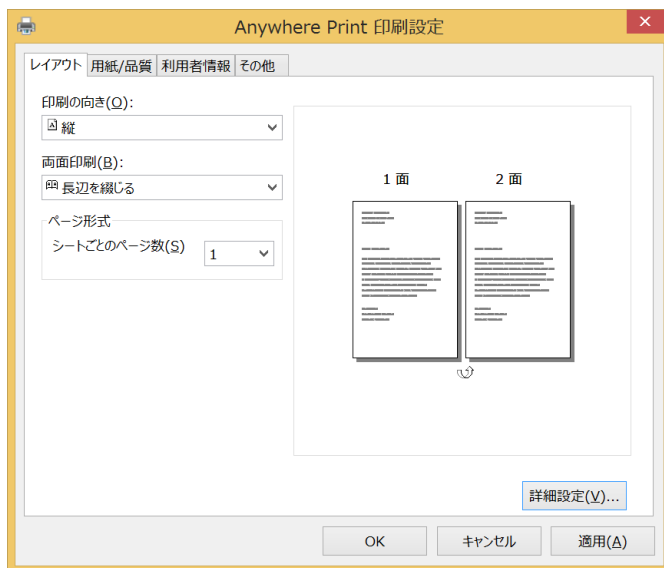 Anywhere Print 印刷設定
レイアウト 用紙/品質 利用者情報 その他
印刷の向き(O):
縦
両面印刷(B):
長辺を綴じる
ページ形式
シートごとのページ数(S) 1
1 面 2 面
詳細設定(V)...
OK キャンセル 適用(A)